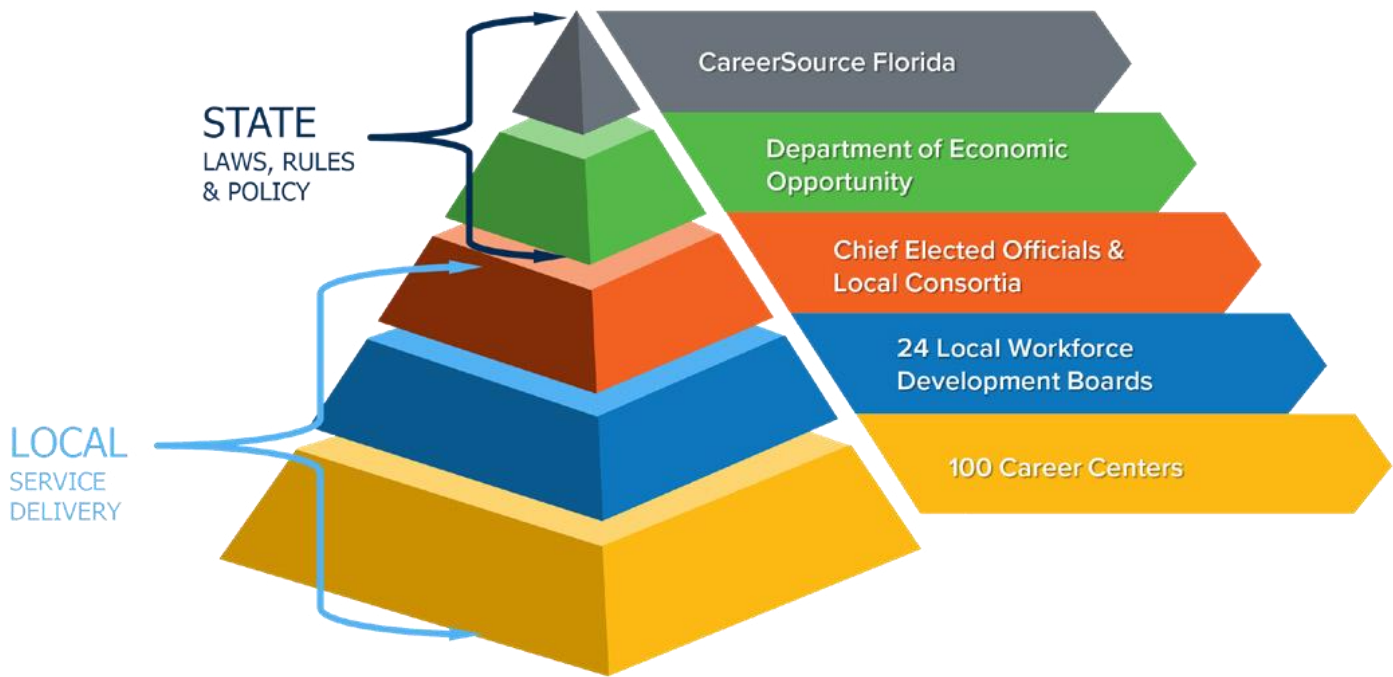 STATE
LAWS, RULES
& POLICY
LOCAL
SERVICE
DELIVERY
CareerSource Florida
Department of Economic
Opportunity
Chief Elected Officials &
Local Consortia
24 Local Workforce
Development Boards
100 Career Centers